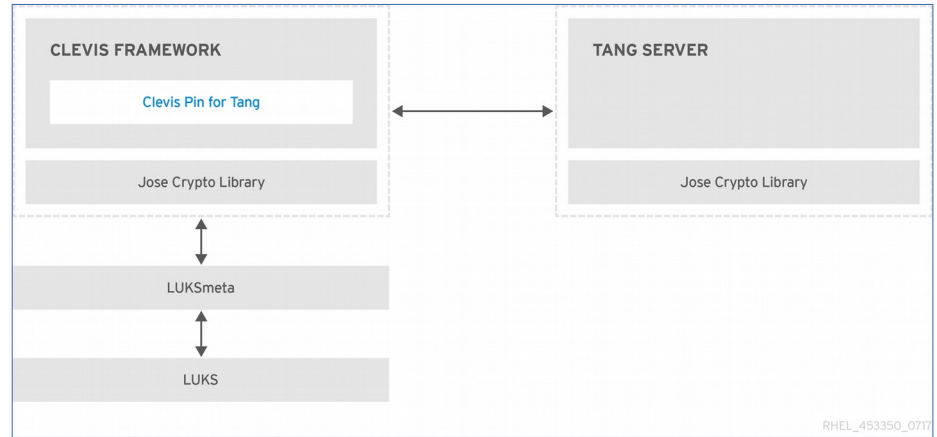 CLEVIS FRAMEWORK
Clevis Pin for Tang
Jose Crypto Library
TANG SERVER
Jose Crypto Library
LUKSmeta
LUKS
RHEL_453350_0717